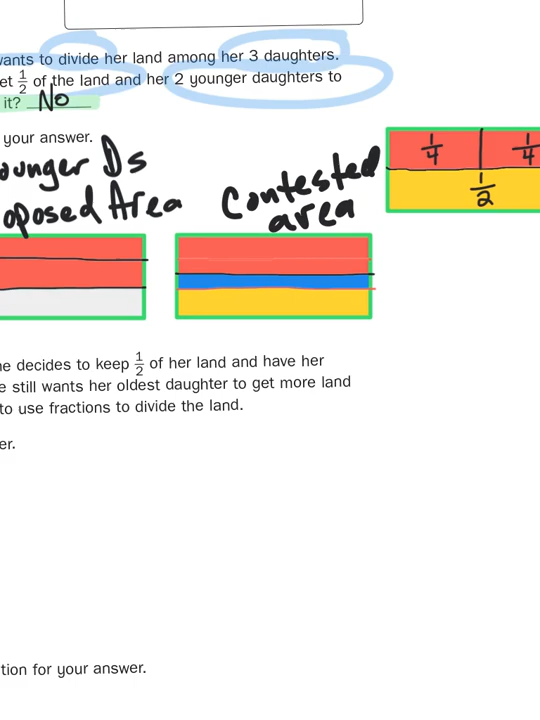 wants to divide her land among her 3 daughters.
et 1/2 of the land and her 2 younger daughters to
it? No
your answer.
ounger Ds
oposed Area
Contested
area
1/4 1/4
1/2
ne decides to keep 1/2 of her land and have her
e still wants her oldest daughter to get more land
to use fractions to divide the land.
er.
tion for your answer.